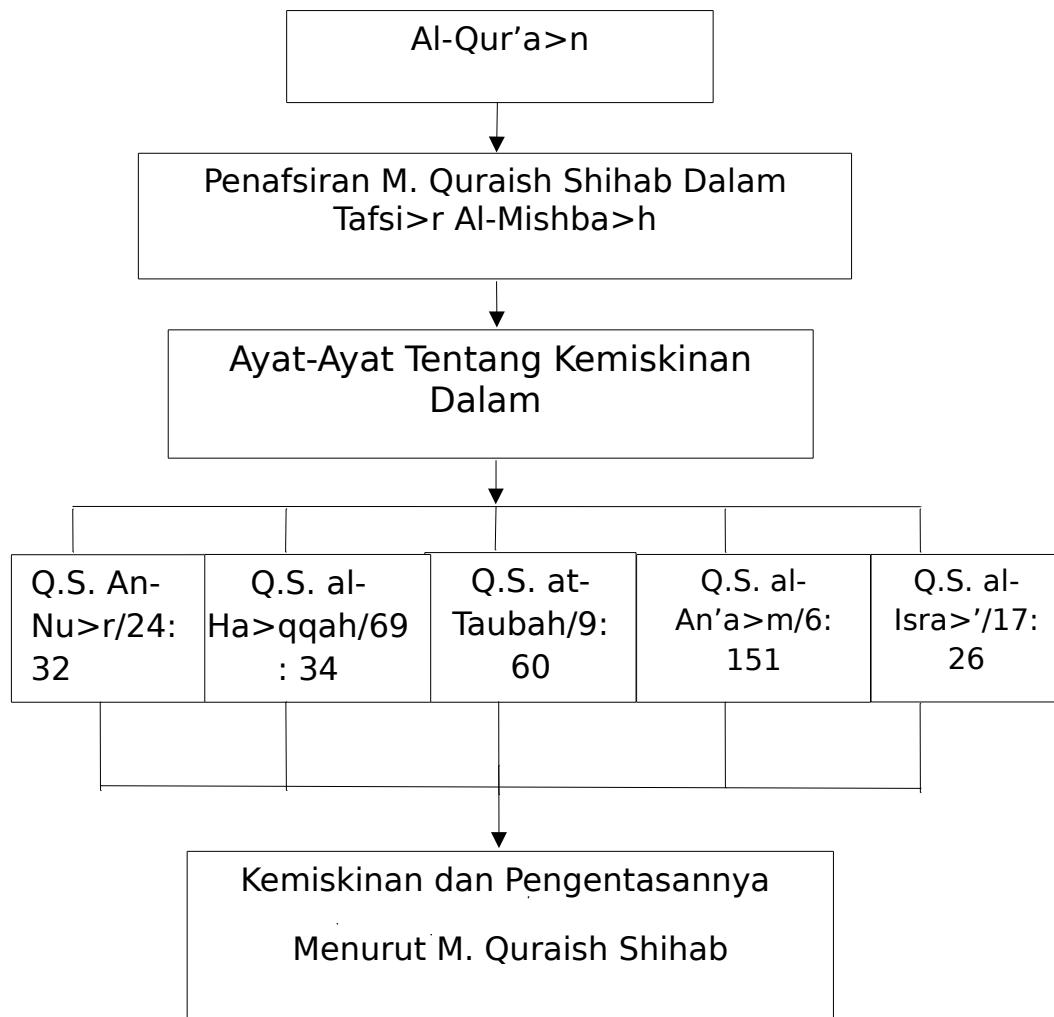 Al-Qur’a>n
Penafsiran M. Quraish Shihab Dalam
Tafsi>r Al-Mishba>h
Ayat-Ayat Tentang Kemiskinan
Dalam
Q.S. An-
Nu>r/24:
32
Q.S. al-
Ha>qqah/69
: 34
Q.S. at-
Taubah/9:
60
Q.S. al-
An’a>m/6:
151
Q.S. al-
Isra>’/17:
26
Kemiskinan dan Pengentasannya
Menurut M. Quraish Shihab